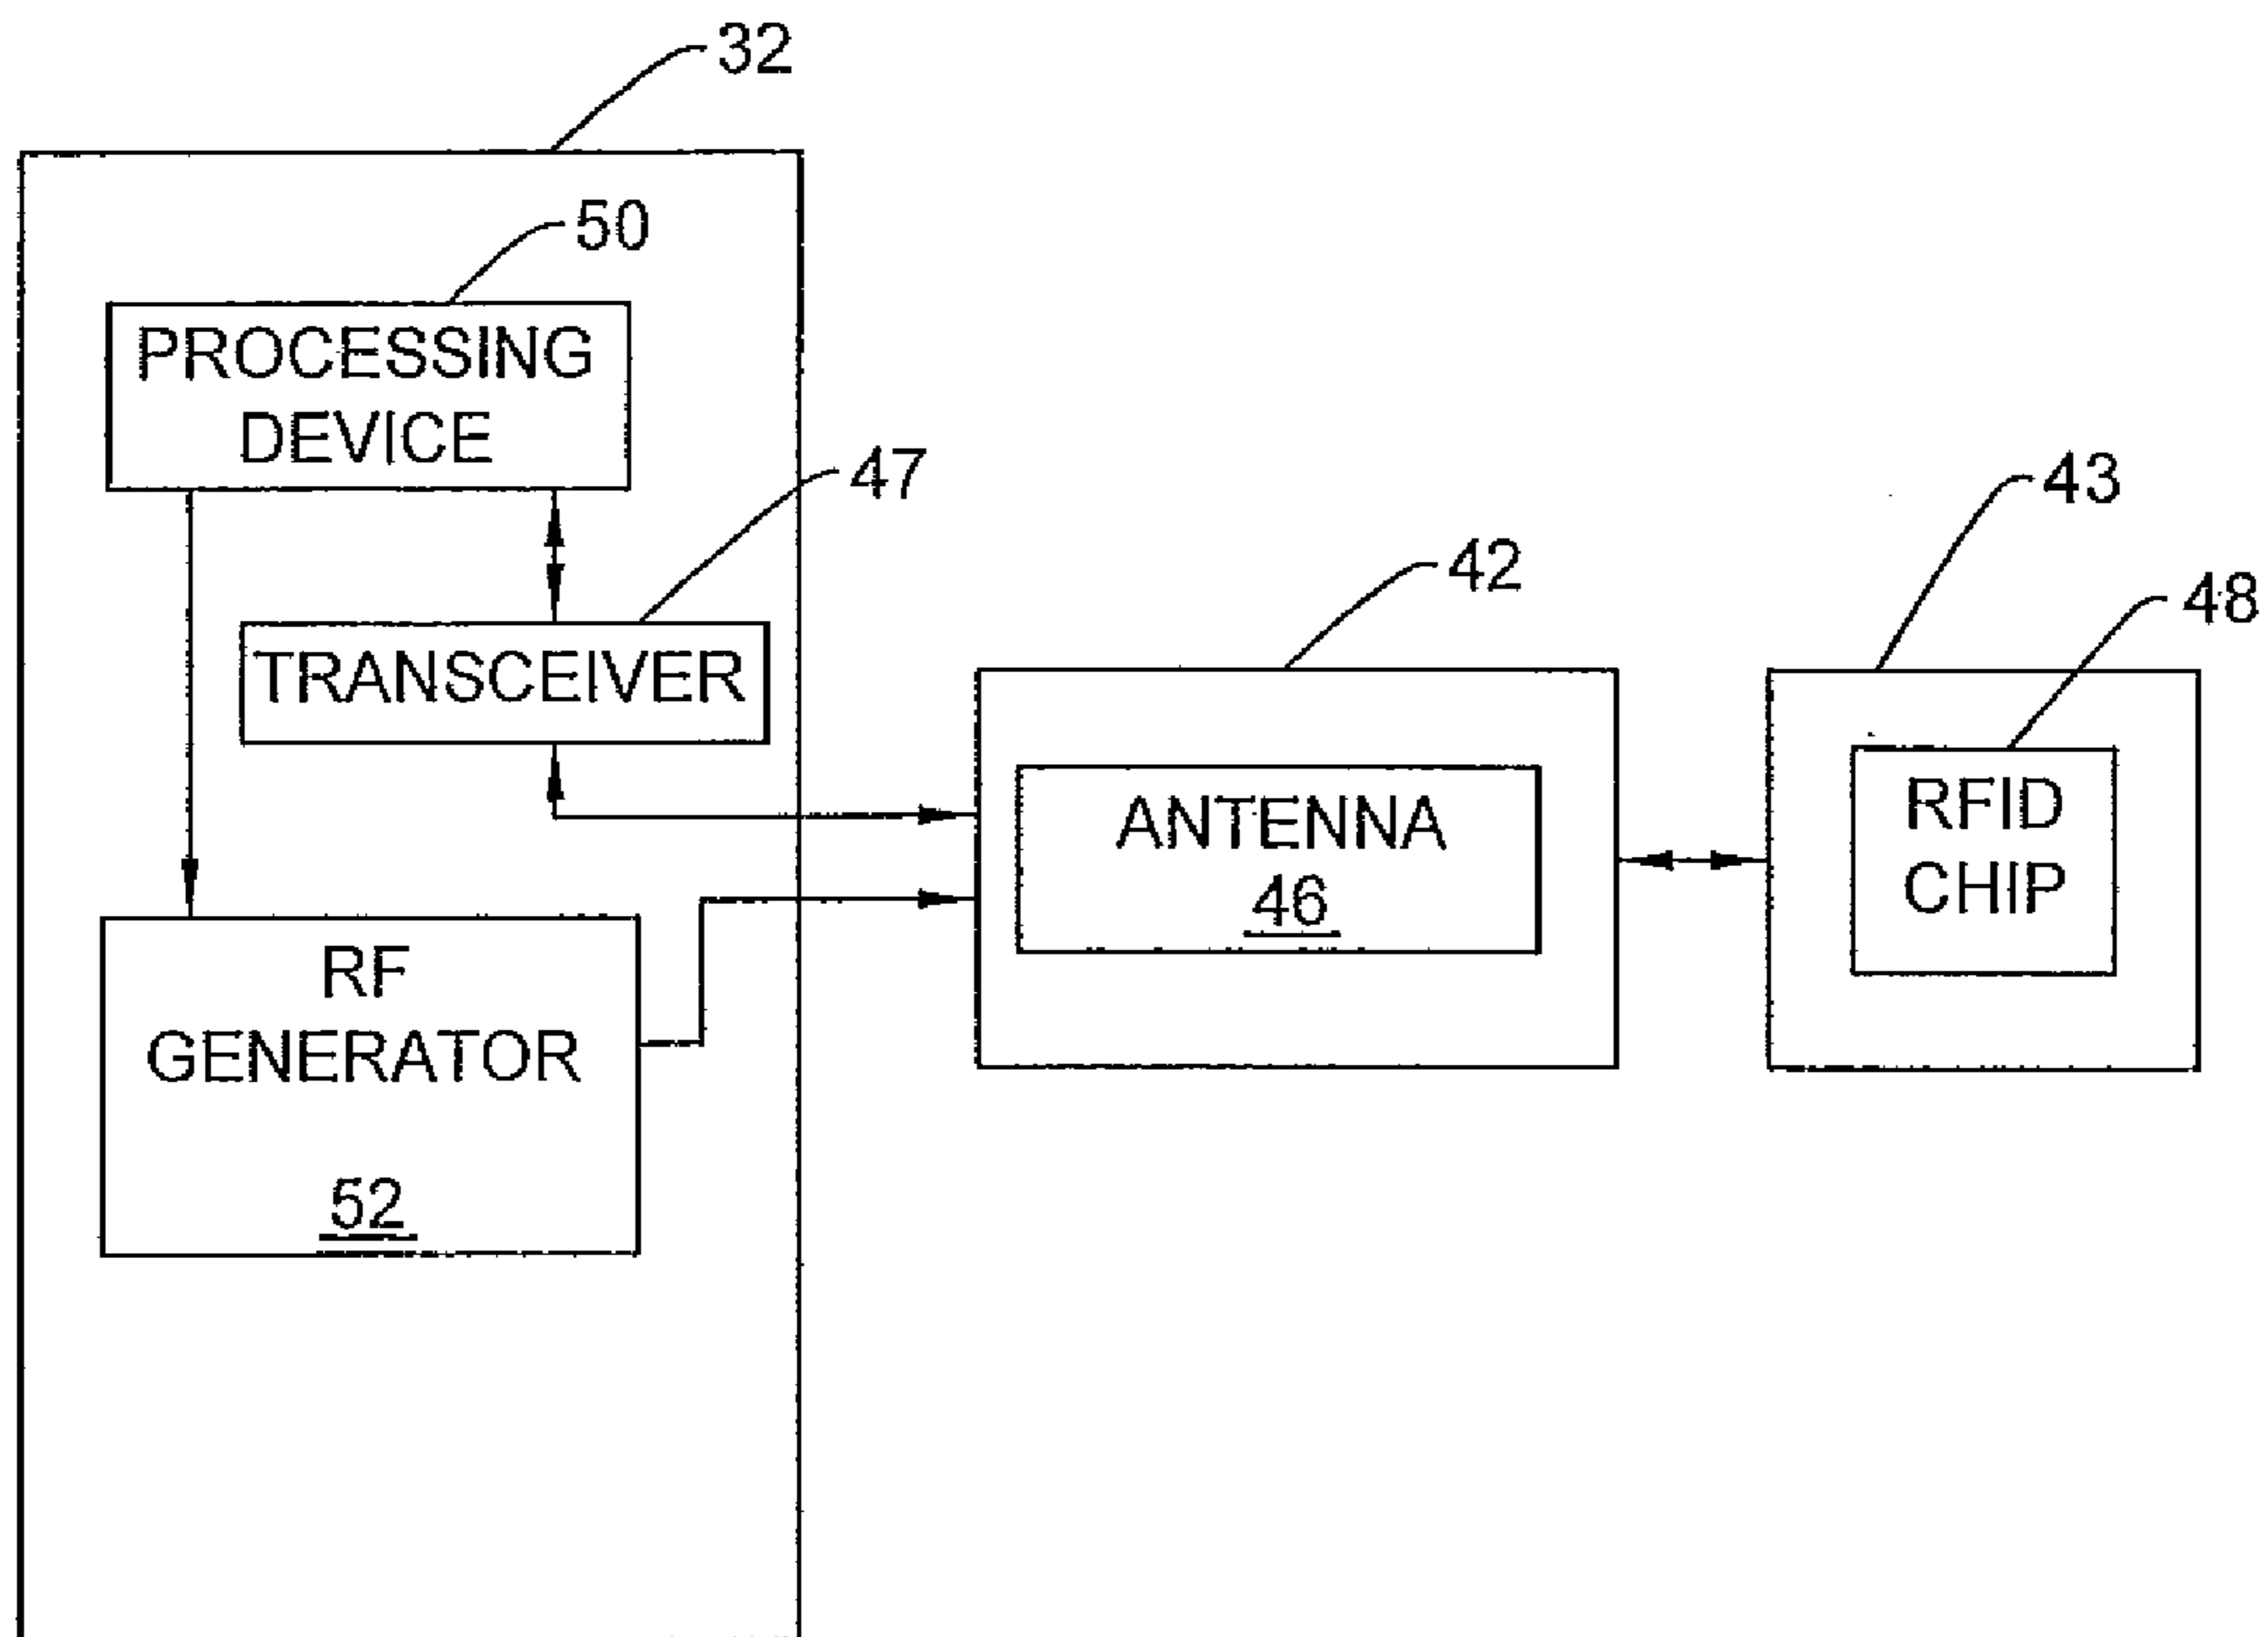 32
50
PROCESSING
DEVICE
47
TRANSCEIVER
42
43
48
ANTENNA
46
RFID
CHIP
RF
GENERATOR
52